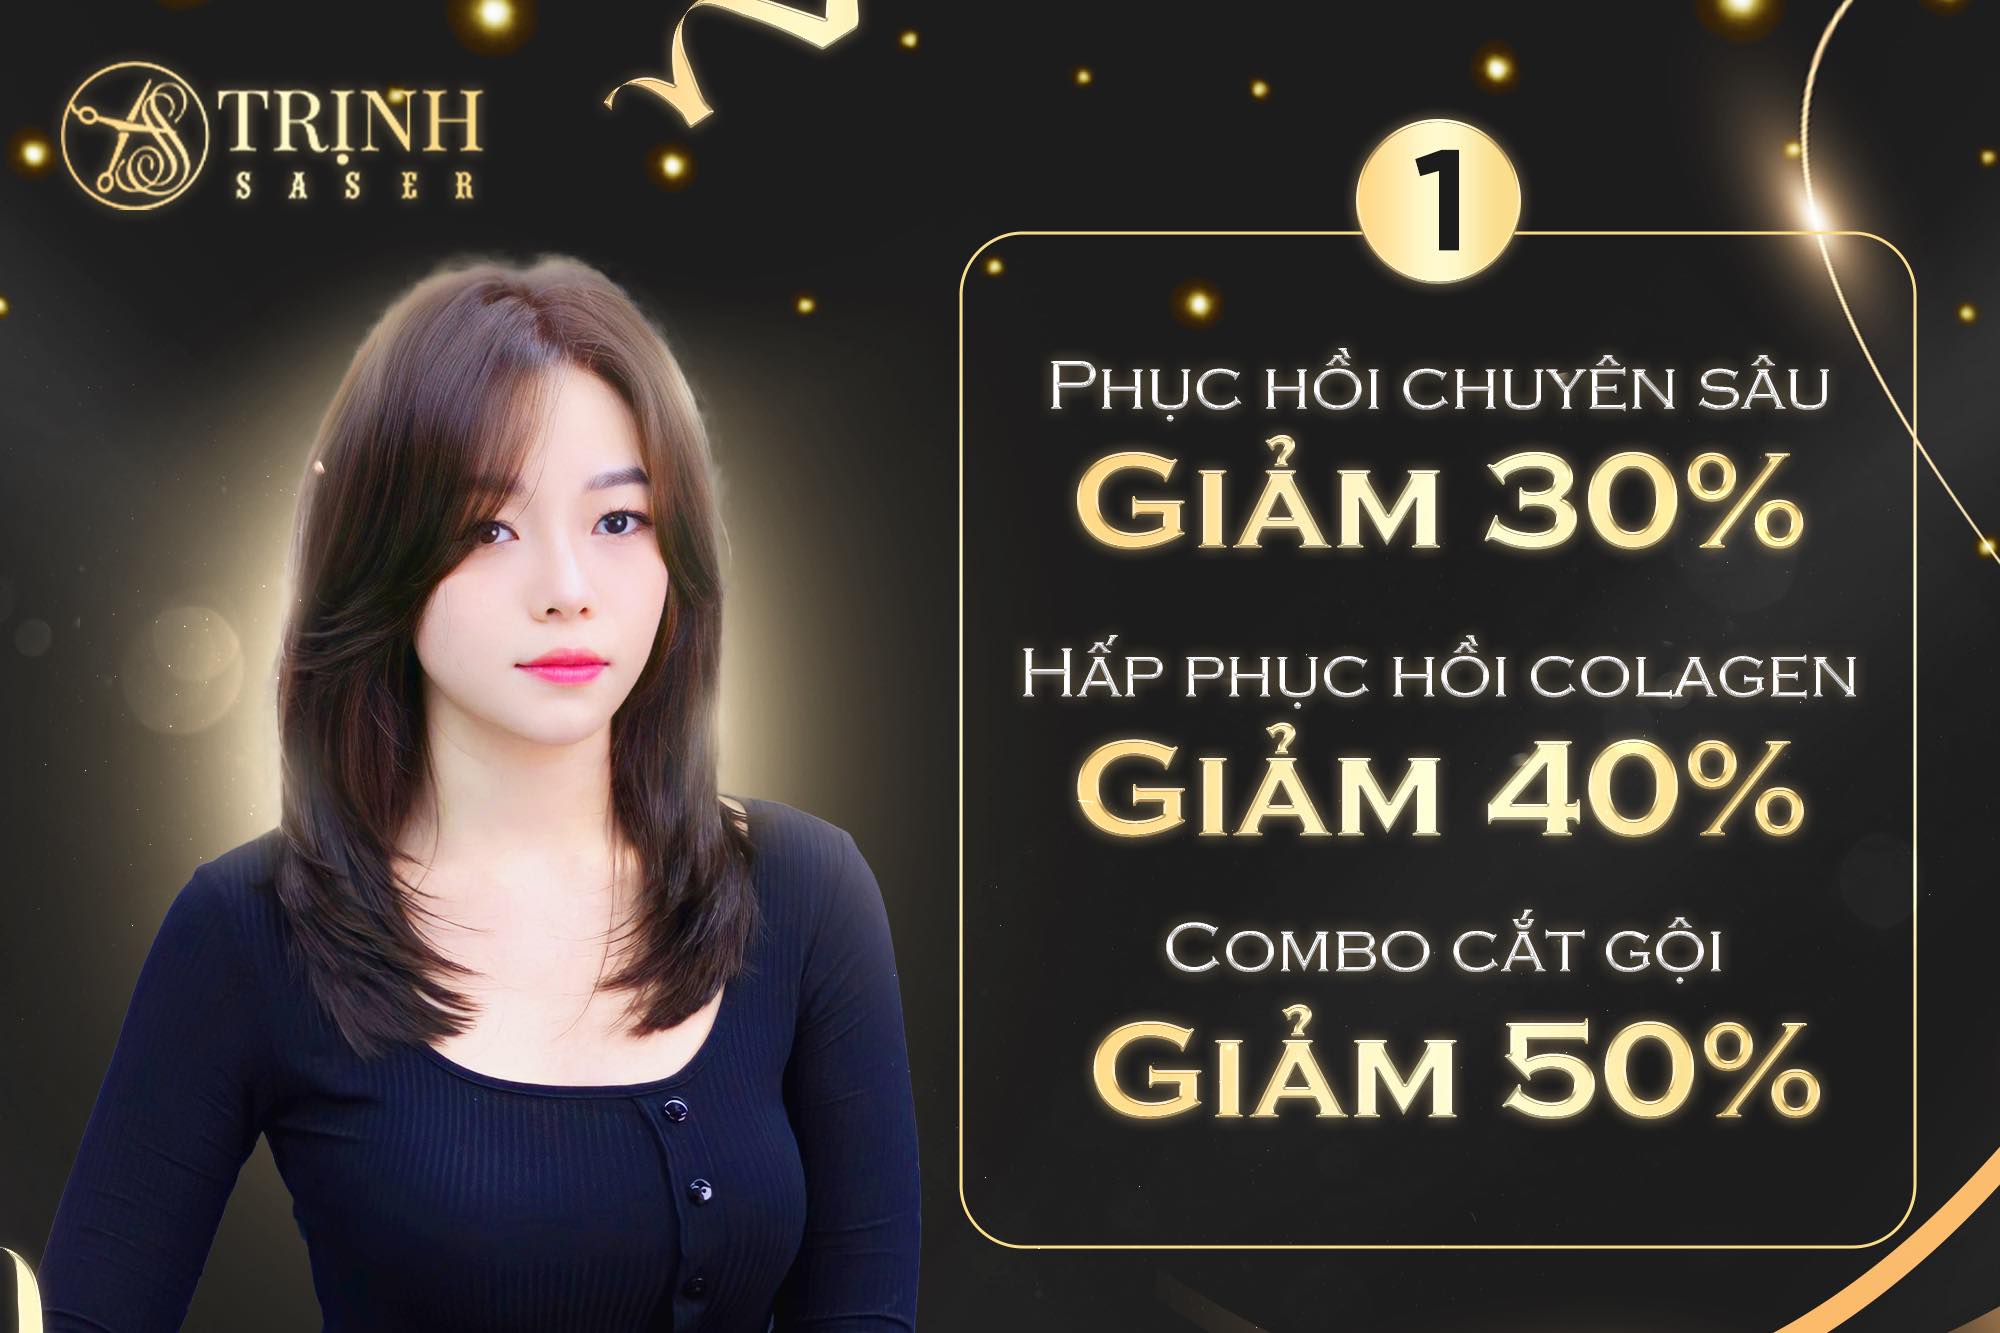 TRỊNH
SASER
1
PHỤC HỒI CHUYÊN SÂU
GIẢM 30%
HẤP PHỤC HỒI COLAGEN
GIẢM 40%
COMBO CẮT GỘI
GIẢM 50%